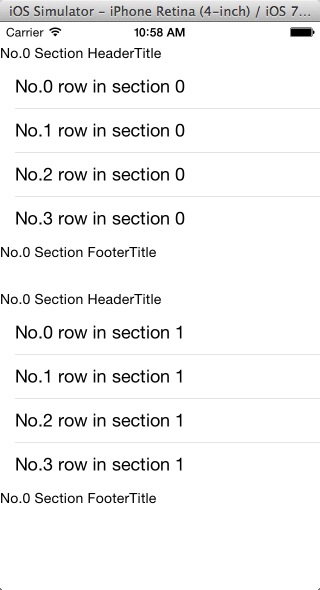 iOS Simulator – iPhone Retina (4-inch) / iOS 7...
Carrier 10:58 AM
No.0 Section HeaderTitle
No.0 row in section 0
No.1 row in section 0
No.2 row in section 0
No.3 row in section 0
No.0 Section FooterTitle
No.0 Section HeaderTitle
No.0 row in section 1
No.1 row in section 1
No.2 row in section 1
No.3 row in section 1
No.0 Section FooterTitle